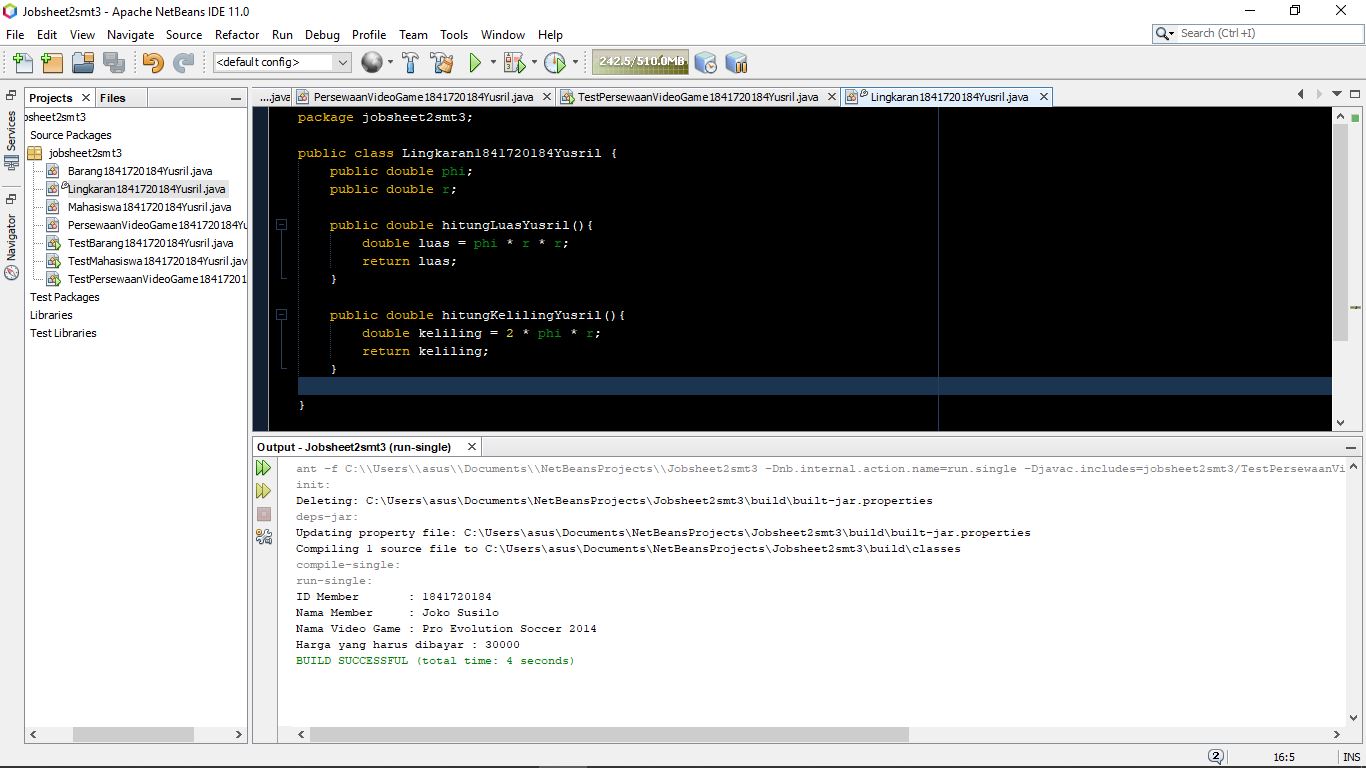 Jobsheet2smt3 - Apache NetBeans IDE 11.0
File Edit View Navigate Source Refactor Run Debug Profile Team Tools Window Help
Search (Ctrl+I)
<default config>
242.5/510.0MB
Projects
Files
Services
Navigator
bsheet2smt3
Source Packages
jobsheet2smt3
Barang1841720184Yusril.java
Lingkaran1841720184Yusril.java
Mahasiswa1841720184Yusril.java
PersewaanVideoGame1841720184Yu
TestBarang1841720184Yusril.java
TestMahasiswa1841720184Yusril.jav
TestPersewaanVideoGame18417201
Test Packages
Libraries
Test Libraries
....java PersewaanVideoGame1841720184Yusril.java TestPersewaanVideoGame1841720184Yusril.java Lingkaran1841720184Yusril.java
package jobsheet2smt3;
public class Lingkaran1841720184Yusril {
public double phi;
public double r;
public double hitungLuasYusril(){
double luas = phi * r * r;
return luas;
}
public double hitungKelilingYusril(){
double keliling = 2 * phi * r;
return keliling;
}
}
Output - Jobsheet2smt3 (run-single)
ant -f C:\\Users\\asus\\Documents\\NetBeansProjects\\Jobsheet2smt3 -Dnb.internal.action.name=run.single -Djavac.includes=jobsheet2smt3/TestPersewaanVi
init:
Deleting: C:\Users\asus\Documents\NetBeansProjects\Jobsheet2smt3\build\built-jar.properties
deps-jar:
Updating property file: C:\Users\asus\Documents\NetBeansProjects\Jobsheet2smt3\build\built-jar.properties
Compiling 1 source file to C:\Users\asus\Documents\NetBeansProjects\Jobsheet2smt3\build\classes
compile-single:
run-single:
ID Member : 1841720184
Nama Member : Joko Susilo
Nama Video Game : Pro Evolution Soccer 2014
Harga yang harus dibayar : 30000
BUILD SUCCESSFUL (total time: 4 seconds)
2
16:5
INS